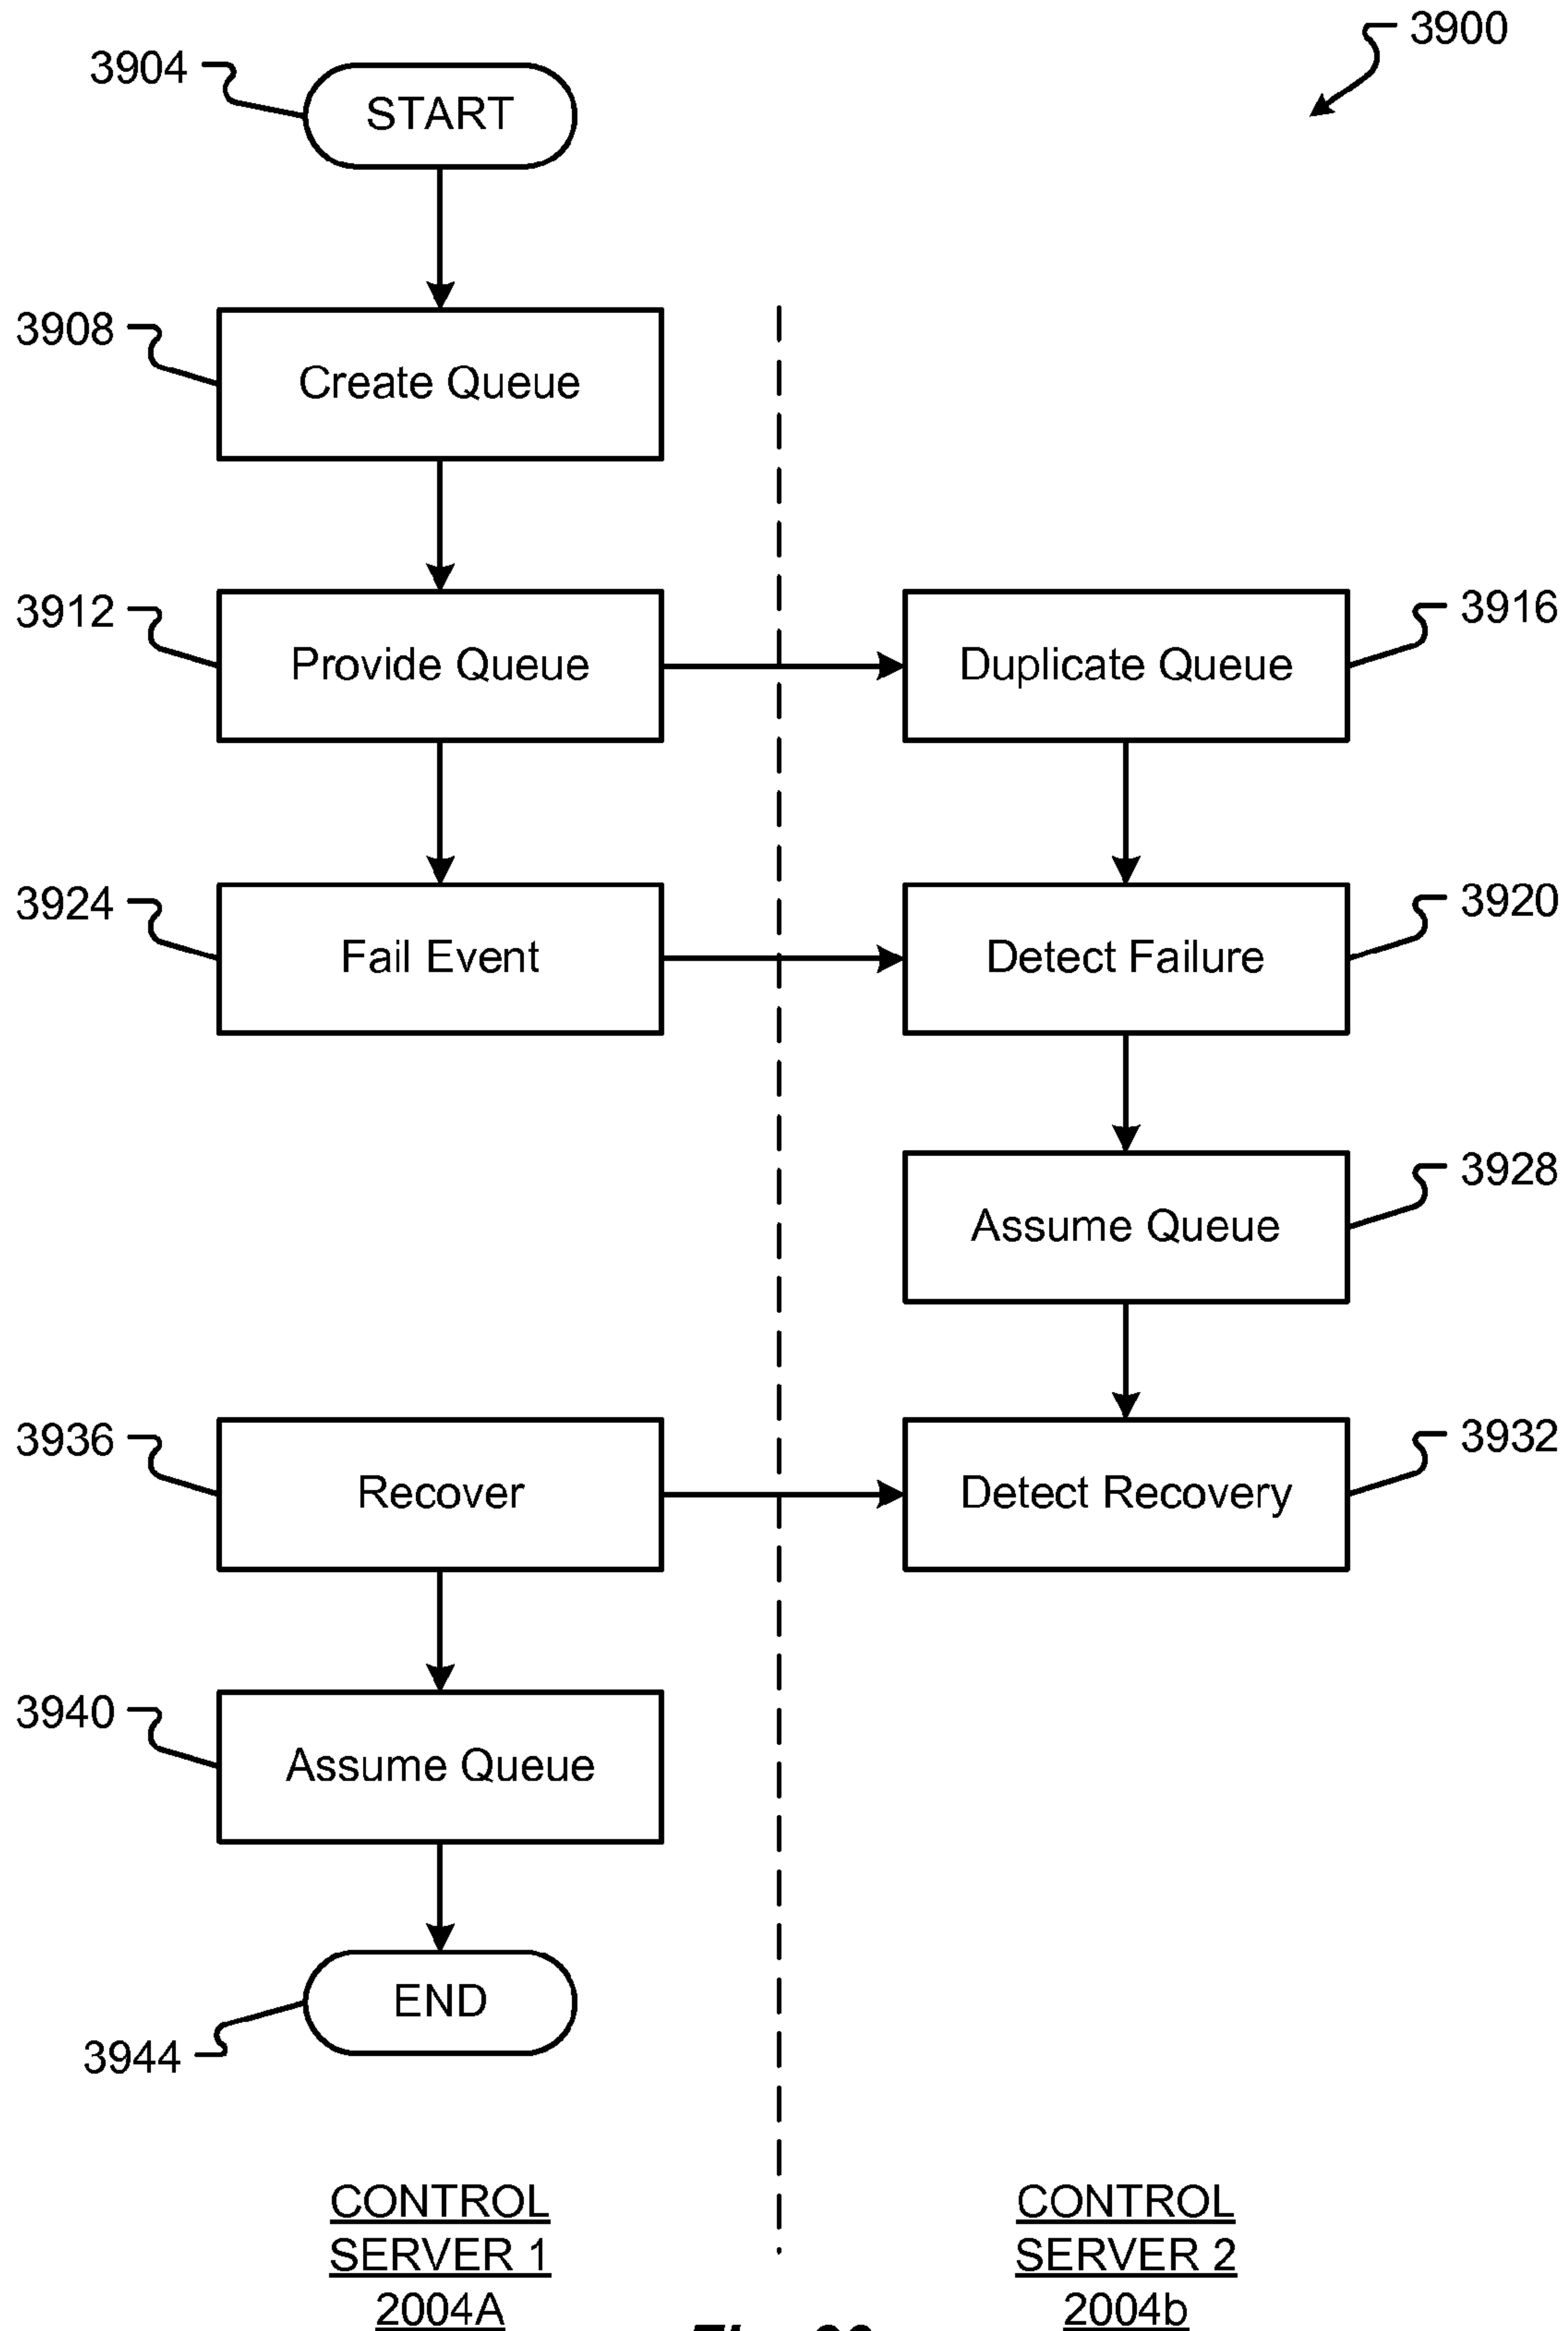 3900
3904
START
3908
Create Queue
3912
Provide Queue
Duplicate Queue
3916
3924
Fail Event
Detect Failure
3920
Assume Queue
3928
3936
Recover
Detect Recovery
3932
3940
Assume Queue
END
3944
CONTROL
SERVER 1
2004A
CONTROL
SERVER 2
2004b